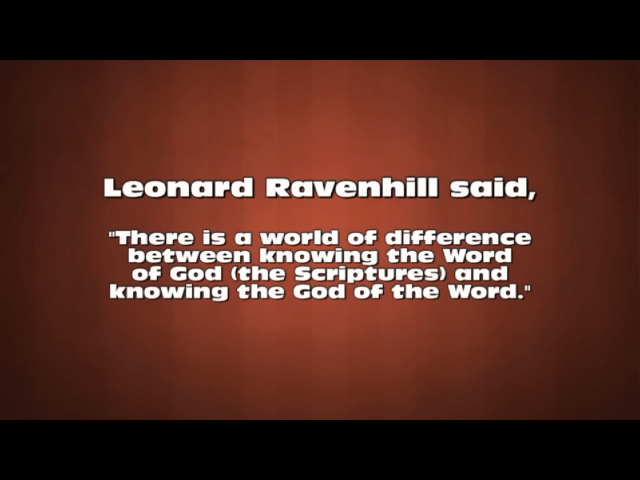 Leonard Ravenhill said,
"There is a world of difference
between knowing the Word
of God (the Scriptures) and
knowing the God of the Word."